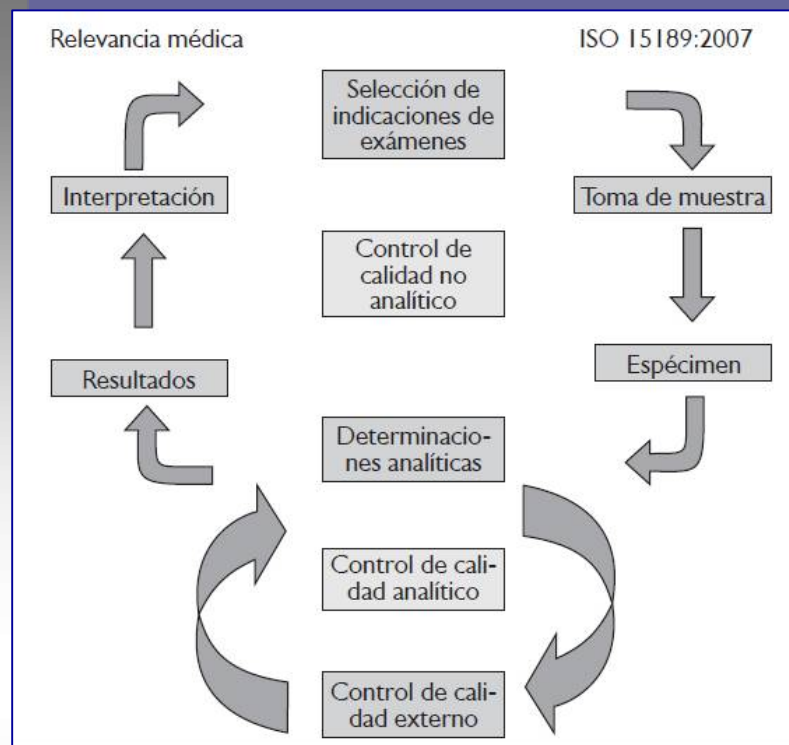 Relevancia médica
ISO 15189:2007
Selección de
indicaciones de
exámenes
Interpretación
Toma de muestra
Control de
calidad no
analítico
Resultados
Espécimen
Determinacio-
nes analíticas
Control de cali-
dad analítico
Control de cali-
dad externo